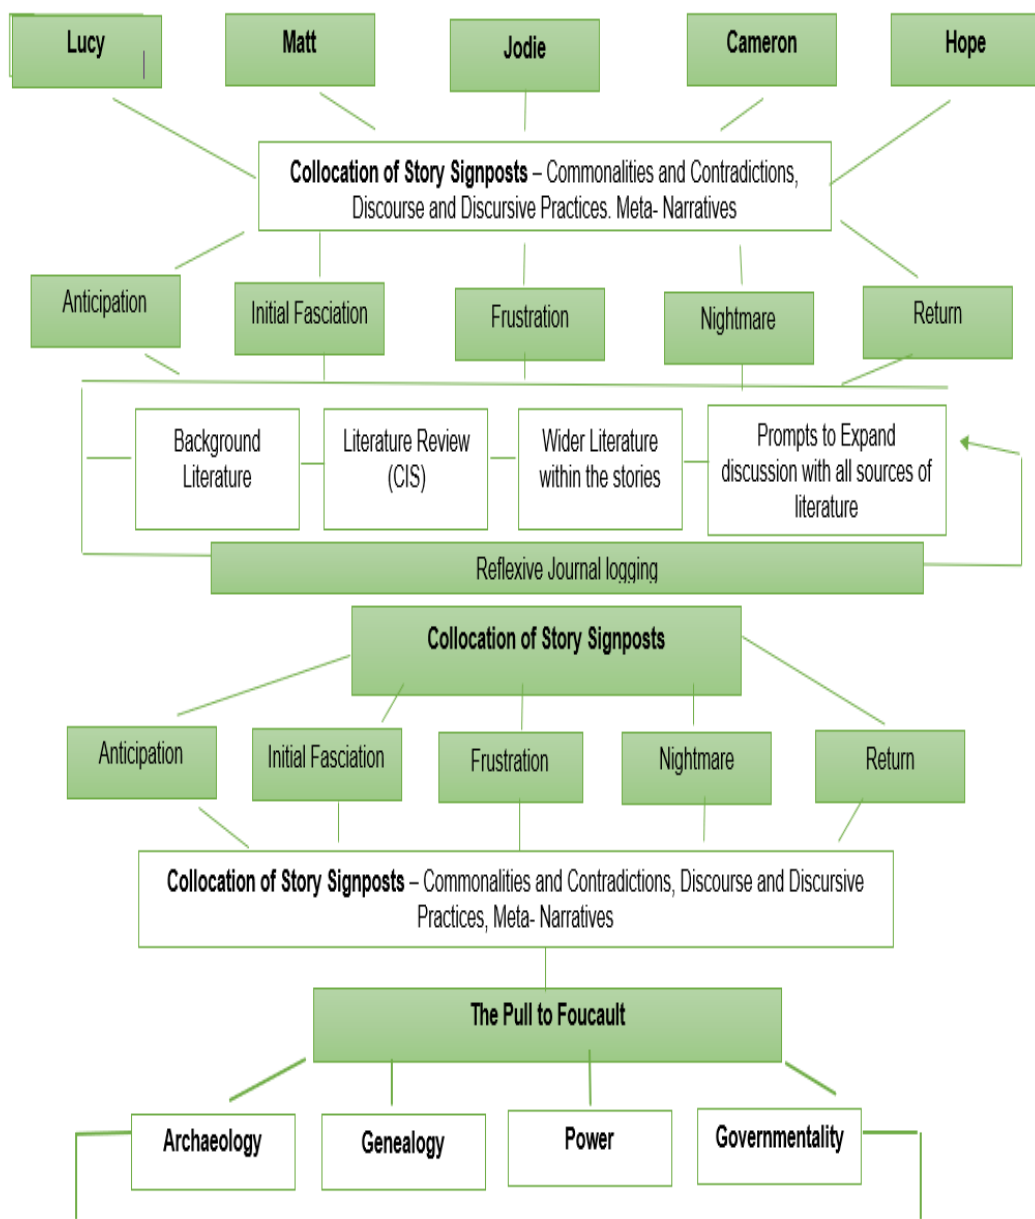 Lucy
Matt
Jodie
Cameron
Hope
Collocation of Story Signposts – Commonalities and Contradictions,
Discourse and Discursive Practices. Meta- Narratives
Anticipation
Initial Fasciation
Frustration
Nightmare
Return
Background
Literature
Literature Review
(CIS)
Wider Literature
within the stories
Prompts to Expand
discussion with all sources of
literature
Reflexive Journal logging
Collocation of Story Signposts
Anticipation
Initial Fasciation
Frustration
Nightmare
Return
Collocation of Story Signposts – Commonalities and Contradictions, Discourse and Discursive
Practices, Meta- Narratives
The Pull to Foucault
Archaeology
Genealogy
Power
Governmentality